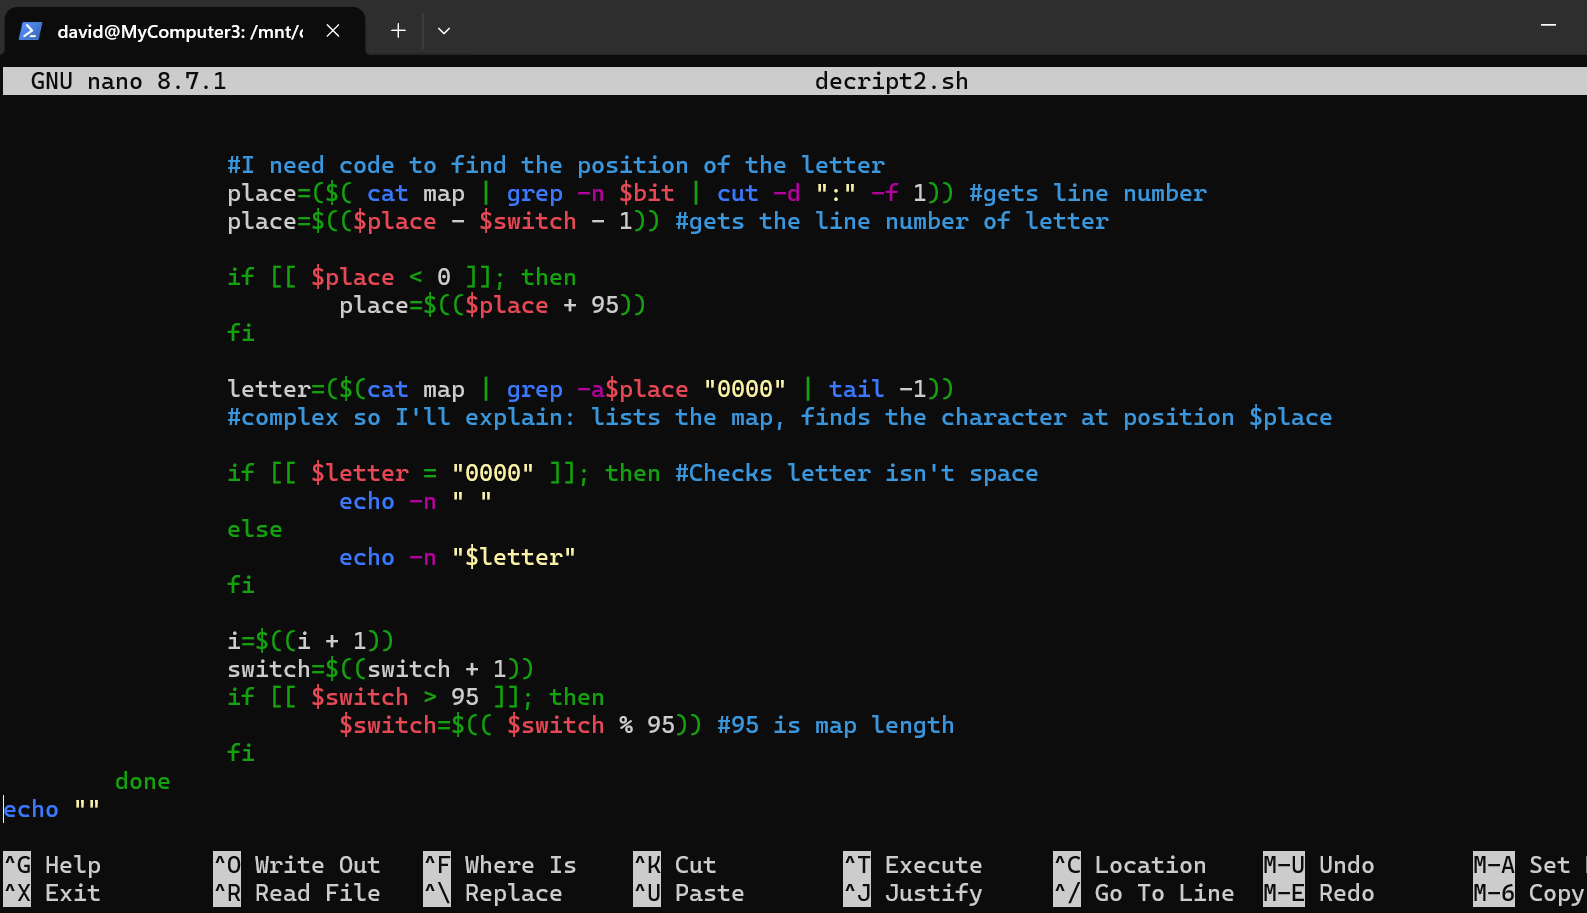 david@MyComputer3: /mnt/c
GNU nano 8.7.1 decript2.sh
#I need code to find the position of the letter
place=($( cat map | grep -n $bit | cut -d ":" -f 1)) #gets line number
place=$(($place - $switch - 1)) #gets the line number of letter
if [[ $place < 0 ]]; then
place=$(($place + 95))
fi
letter=($(cat map | grep -a$place "0000" | tail -1))
#complex so I'll explain: lists the map, finds the character at position $place
if [[ $letter = "0000" ]]; then #Checks letter isn't space
echo -n " "
else
echo -n "$letter"
fi
i=$((i + 1))
switch=$((switch + 1))
if [[ $switch > 95 ]]; then
$switch=$(( $switch % 95)) #95 is map length
fi
done
echo ""
^G Help ^O Write Out ^F Where Is ^K Cut ^T Execute ^C Location M-U Undo M-A Set
^X Exit ^R Read File ^\ Replace ^U Paste ^J Justify ^/ Go To Line M-E Redo M-6 Copy